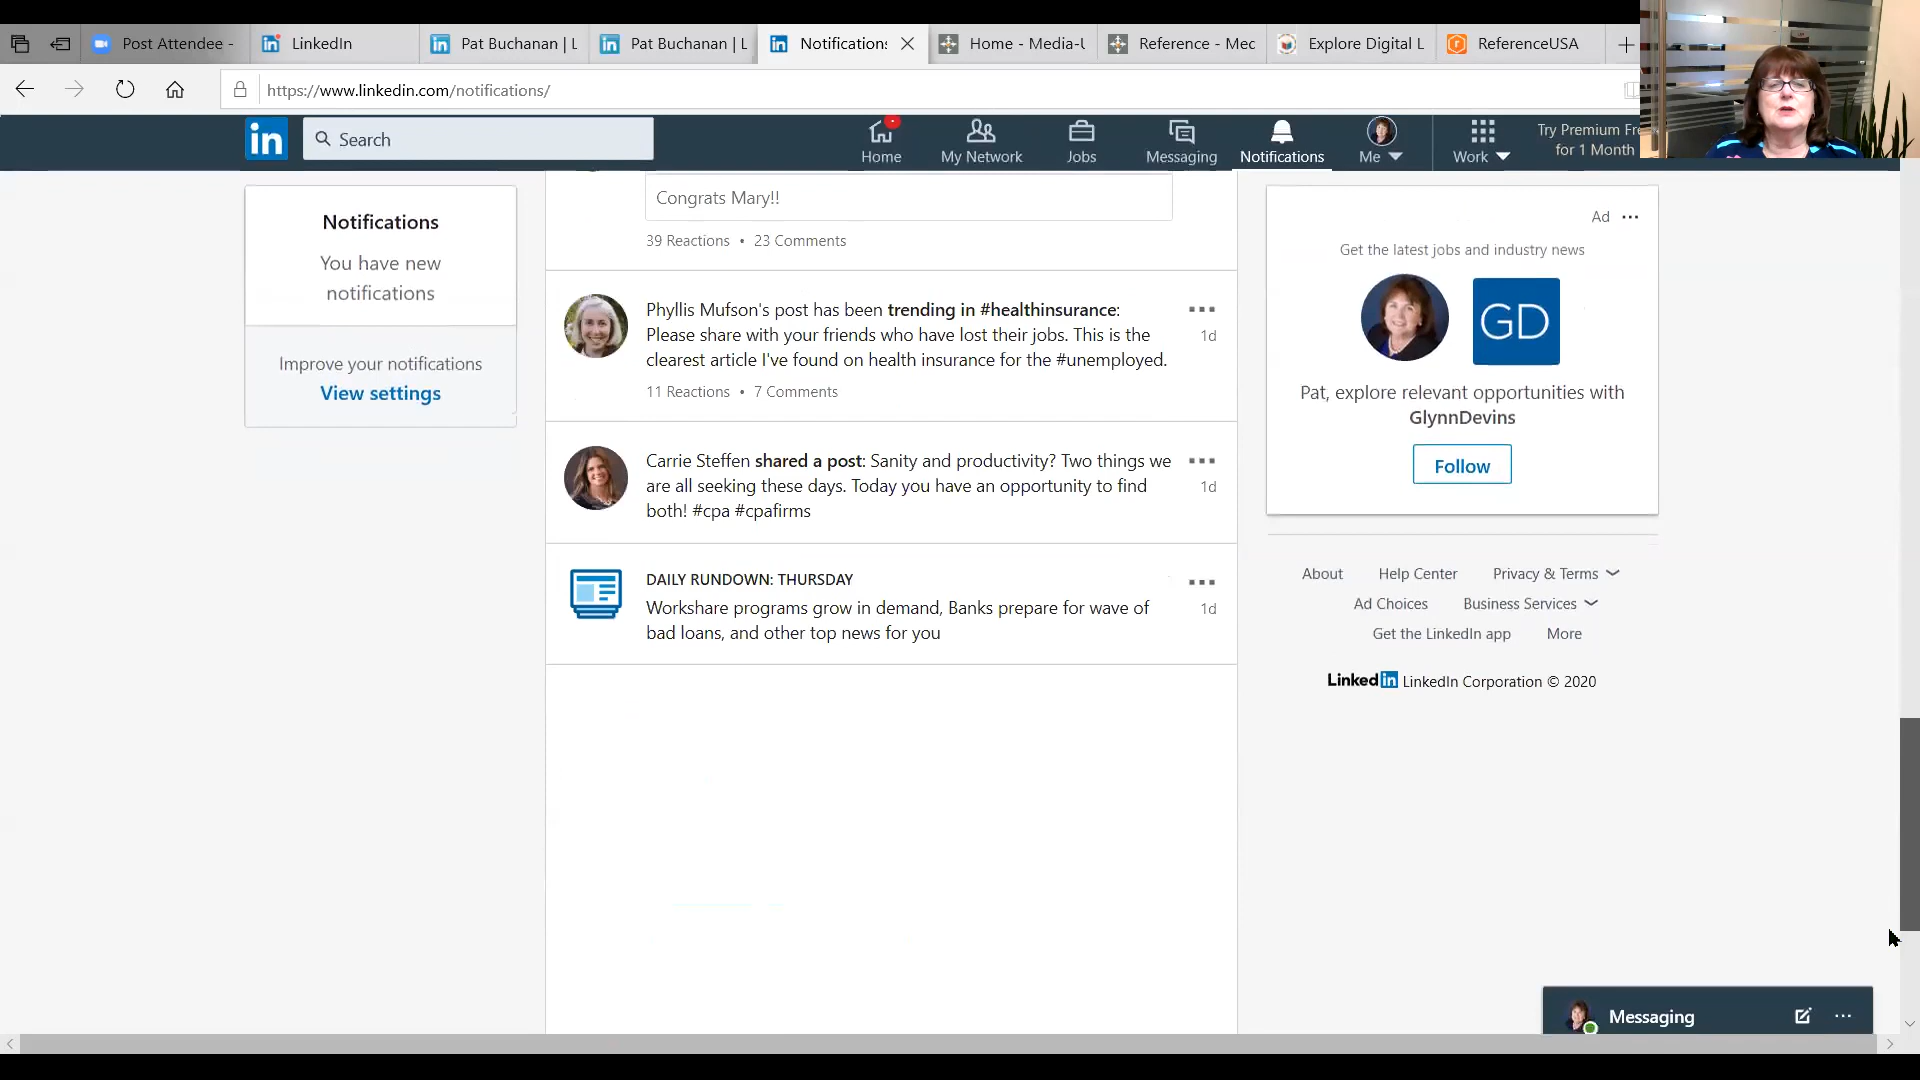 Post Attendee -
LinkedIn
Pat Buchanan | L
Pat Buchanan | L
Notifications
Home - Media-U
Reference - Mec
Explore Digital L
ReferenceUSA
https://www.linkedin.com/notifications/
in
Search
Home
My Network
Jobs
Messaging
Notifications
Me
Work
Try Premium Fre
for 1 Month
Notifications
You have new
notifications
Improve your notifications
View settings
Congrats Mary!!
39 Reactions • 23 Comments
Phyllis Mufson's post has been trending in #healthinsurance:
Please share with your friends who have lost their jobs. This is the
1d
clearest article I've found on health insurance for the #unemployed.
11 Reactions • 7 Comments
Carrie Steffen shared a post: Sanity and productivity? Two things we
are all seeking these days. Today you have an opportunity to find
1d
both! #cpa #cpafirms
DAILY RUNDOWN: THURSDAY
Workshare programs grow in demand, Banks prepare for wave of
1d
bad loans, and other top news for you
Ad
Get the latest jobs and industry news
GD
Pat, explore relevant opportunities with
GlynnDevins
Follow
About Help Center Privacy & Terms
Ad Choices Business Services
Get the LinkedIn app More
LinkedIn LinkedIn Corporation © 2020
Messaging